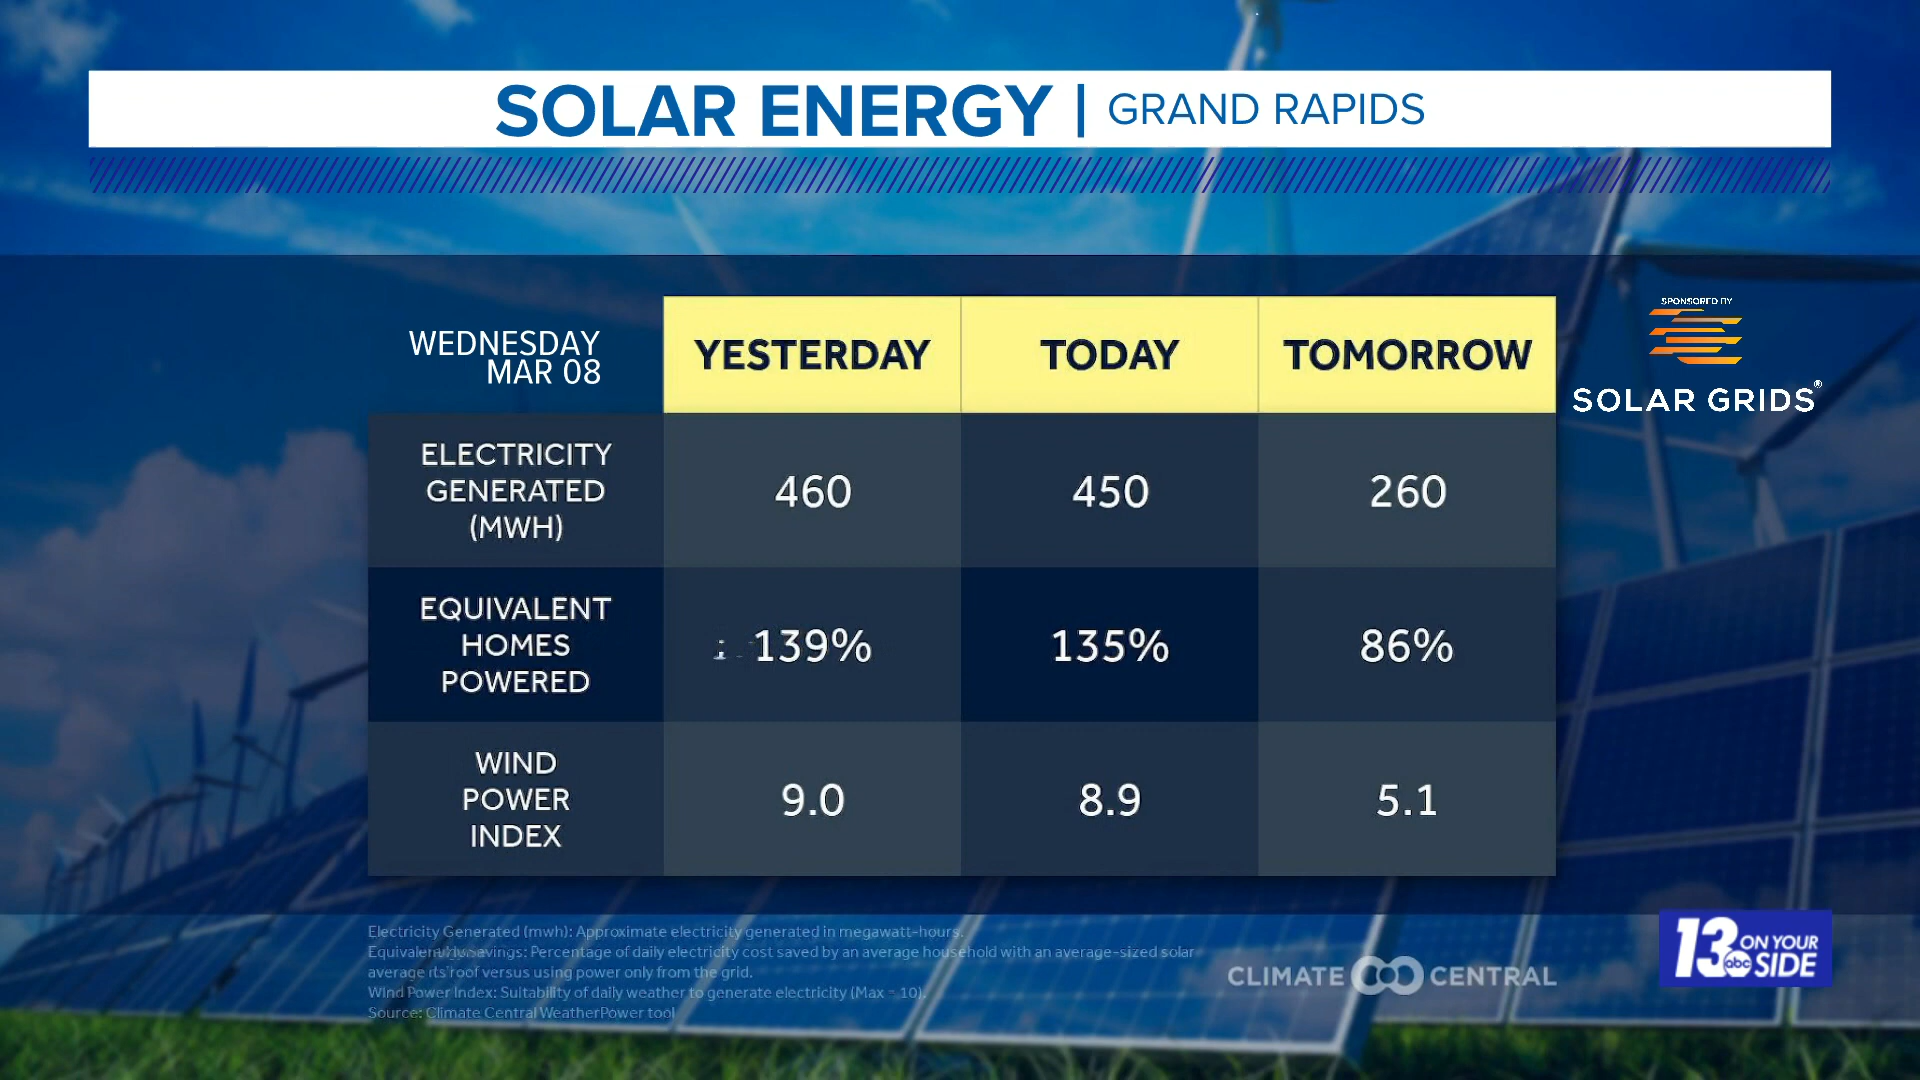 SOLAR ENERGY | GRAND RAPIDS
SPONSORED BY
SOLAR GRIDS®
WEDNESDAY
MAR 08
YESTERDAY
TODAY
TOMORROW
ELECTRICITY
GENERATED
(MWH)
460
450
260
EQUIVALENT
HOMES
POWERED
139%
135%
86%
WIND
POWER
INDEX
9.0
8.9
5.1
Electricity Generated (mwh): Approximate electricity generated in megawatt-hours.
Savings: Percentage of daily electricity cost saved by an average household with an average-sized solar
average roof versus using power only from the grid.
Wind Power Index: Suitability of daily weather to generate electricity (Max = 10).
Source: Climate Central WeatherPower tool
CLIMATE CENTRAL
13 abc ON YOUR
SIDE